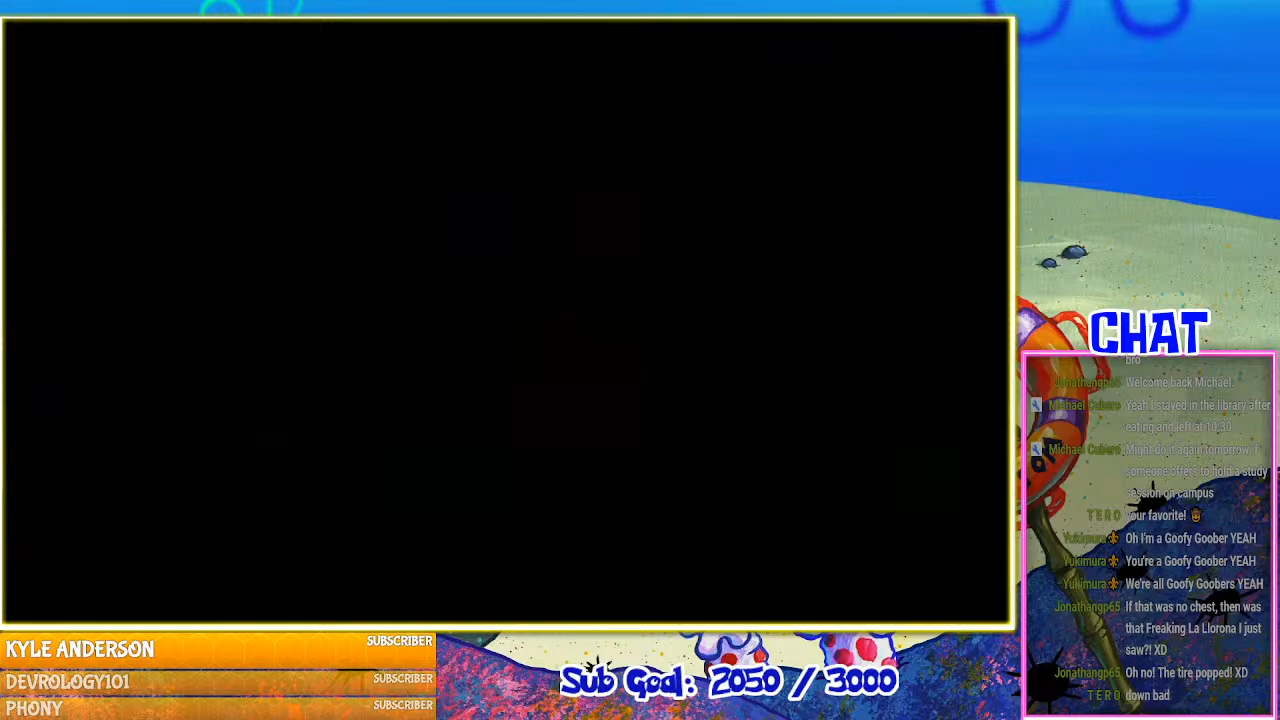 CHAT
bro
Jonathangp65 Welcome back Michael.
Michael Cubero Yeah I stayed in the library after
eating and left at 10:30
Michael Cubero Might do it again tomorrow if
someone offers to hold a study
session on campus
T E R O your favorite!
Yukimura Oh I'm a Goofy Goober YEAH
Yukimura You're a Goofy Goober YEAH
Yukimura We're all Goofy Goobers YEAH
Jonathangp65 If that was no chest, then was
that Freaking La Llorona I just
saw?! XD
Jonathangp65 Oh no! The tire popped! XD
T E R O down bad
KYLE ANDERSON SUBSCRIBER
DEVROLOGY101 SUBSCRIBER
PHONY SUBSCRIBER
Sub Goal: 2050 / 3000